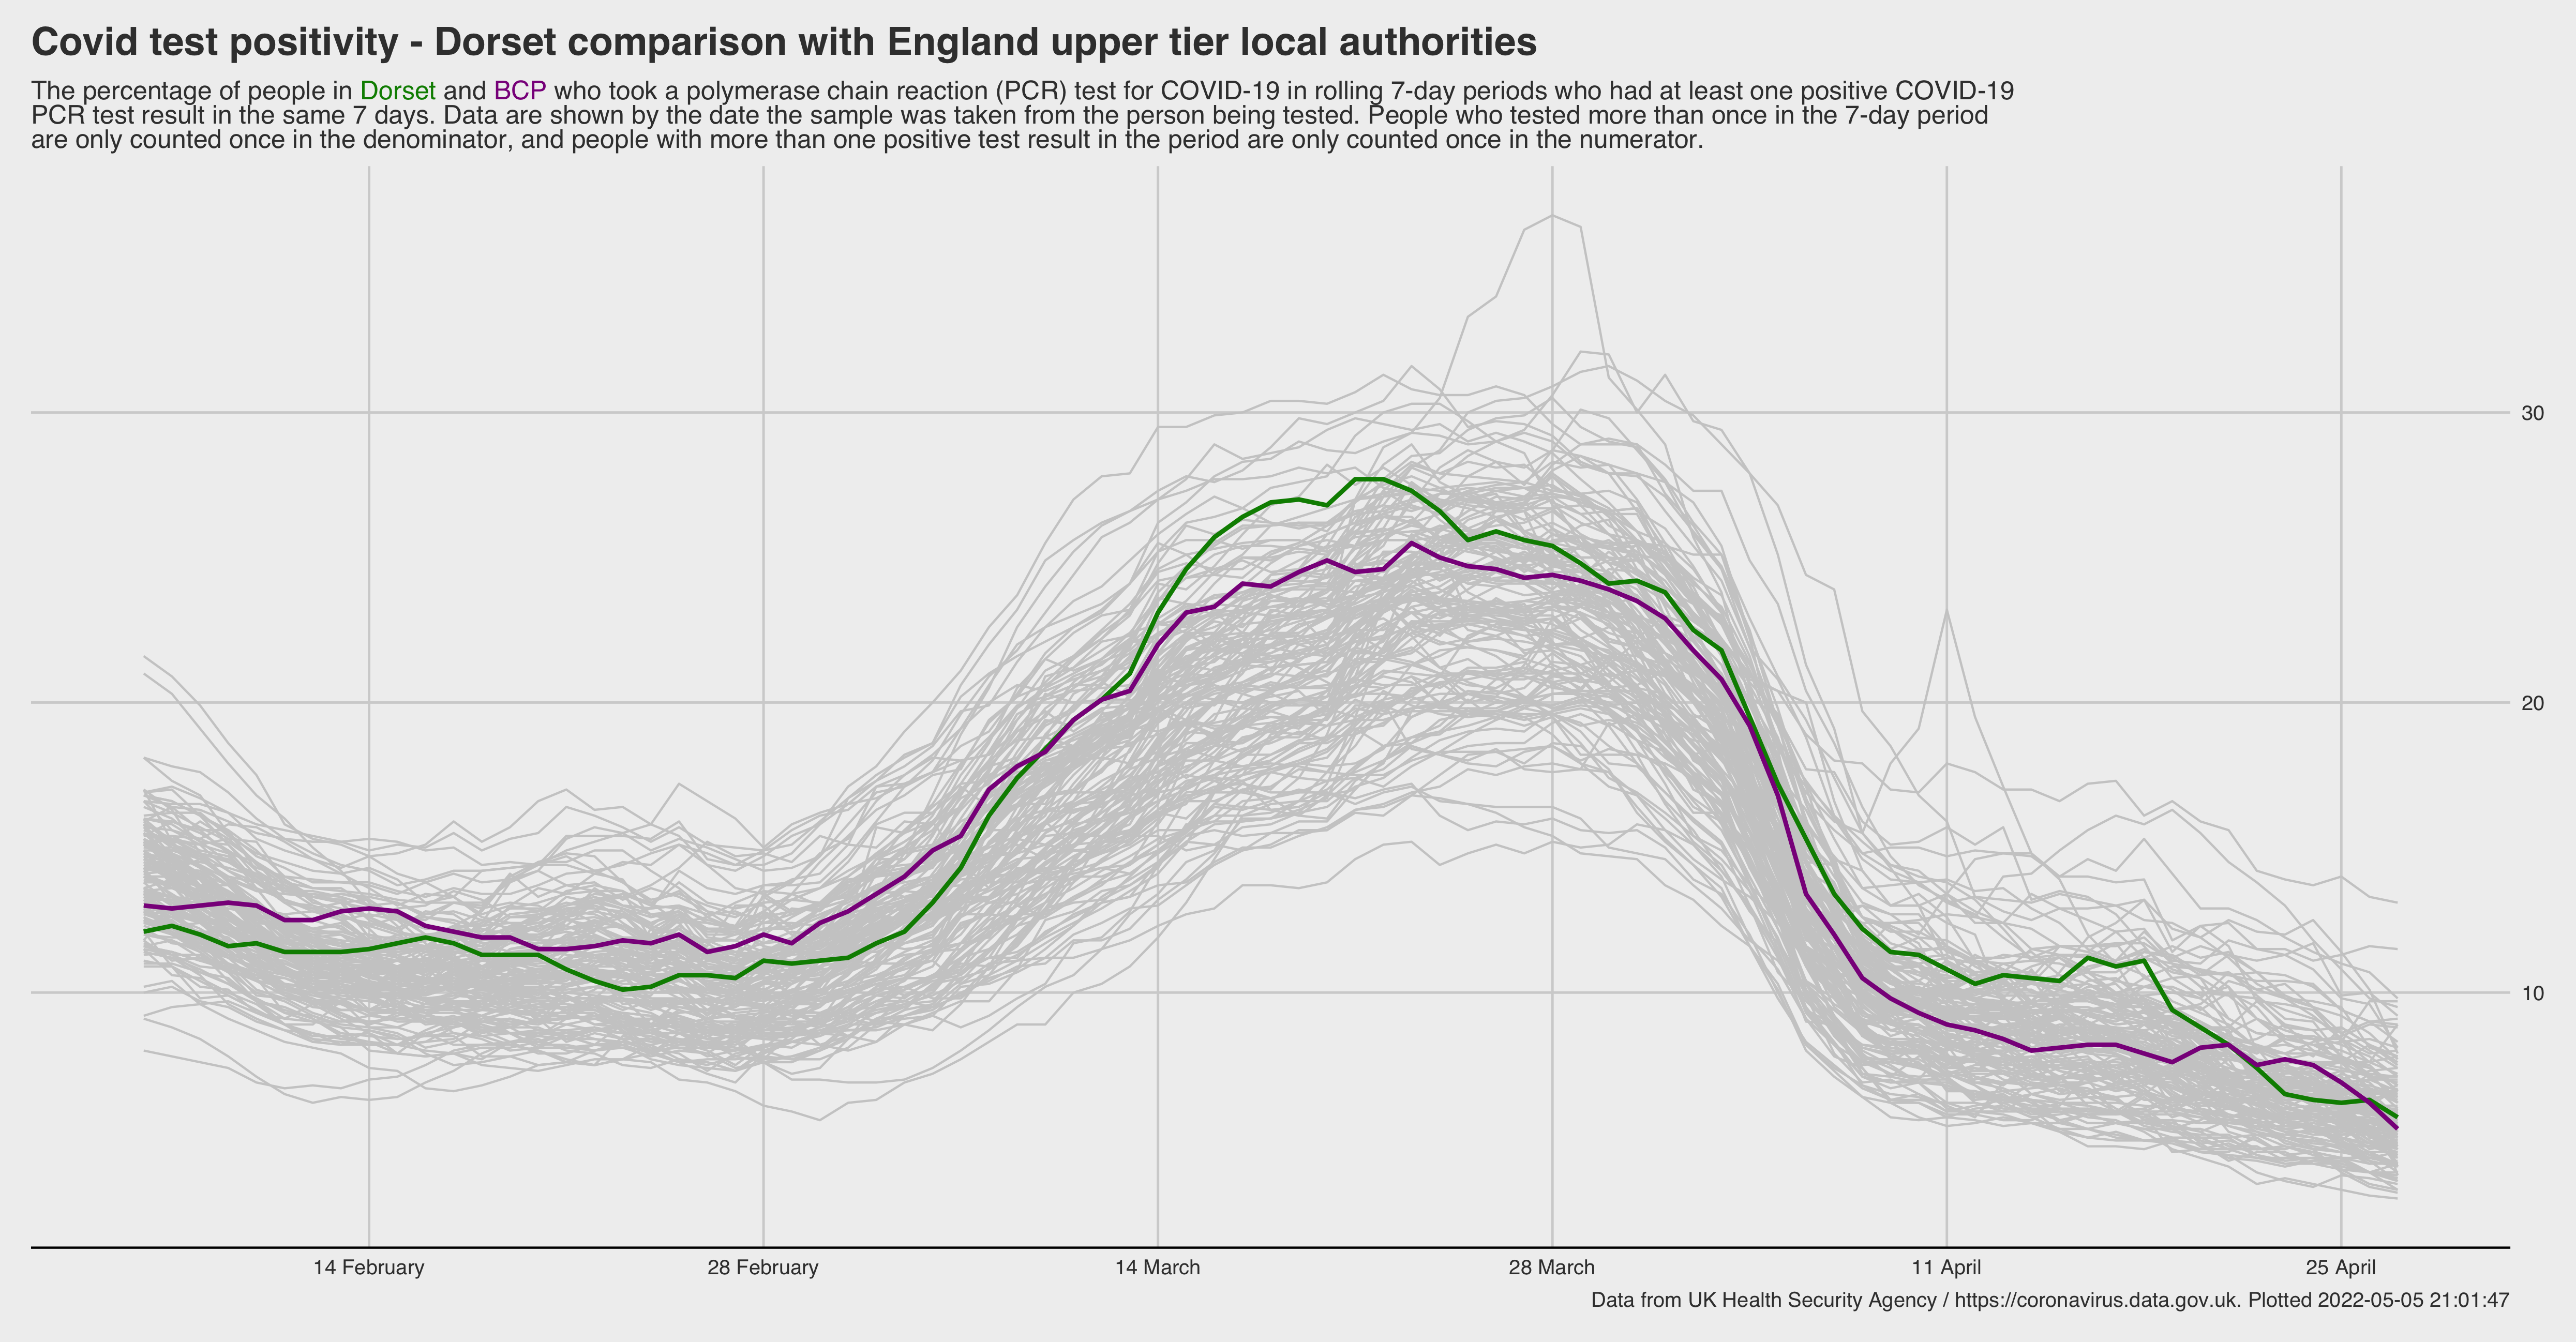 Covid test positivity - Dorset comparison with England upper tier local authorities
The percentage of people in Dorset and BCP who took a polymerase chain reaction (PCR) test for COVID-19 in rolling 7-day periods who had at least one positive COVID-19
PCR test result in the same 7 days. Data are shown by the date the sample was taken from the person being tested. People who tested more than once in the 7-day period
are only counted once in the denominator, and people with more than one positive test result in the period are only counted once in the numerator.
30
20
10
14 February
28 February
14 March
28 March
11 April
25 April
Data from UK Health Security Agency / https://coronavirus.data.gov.uk. Plotted 2022-05-05 21:01:47